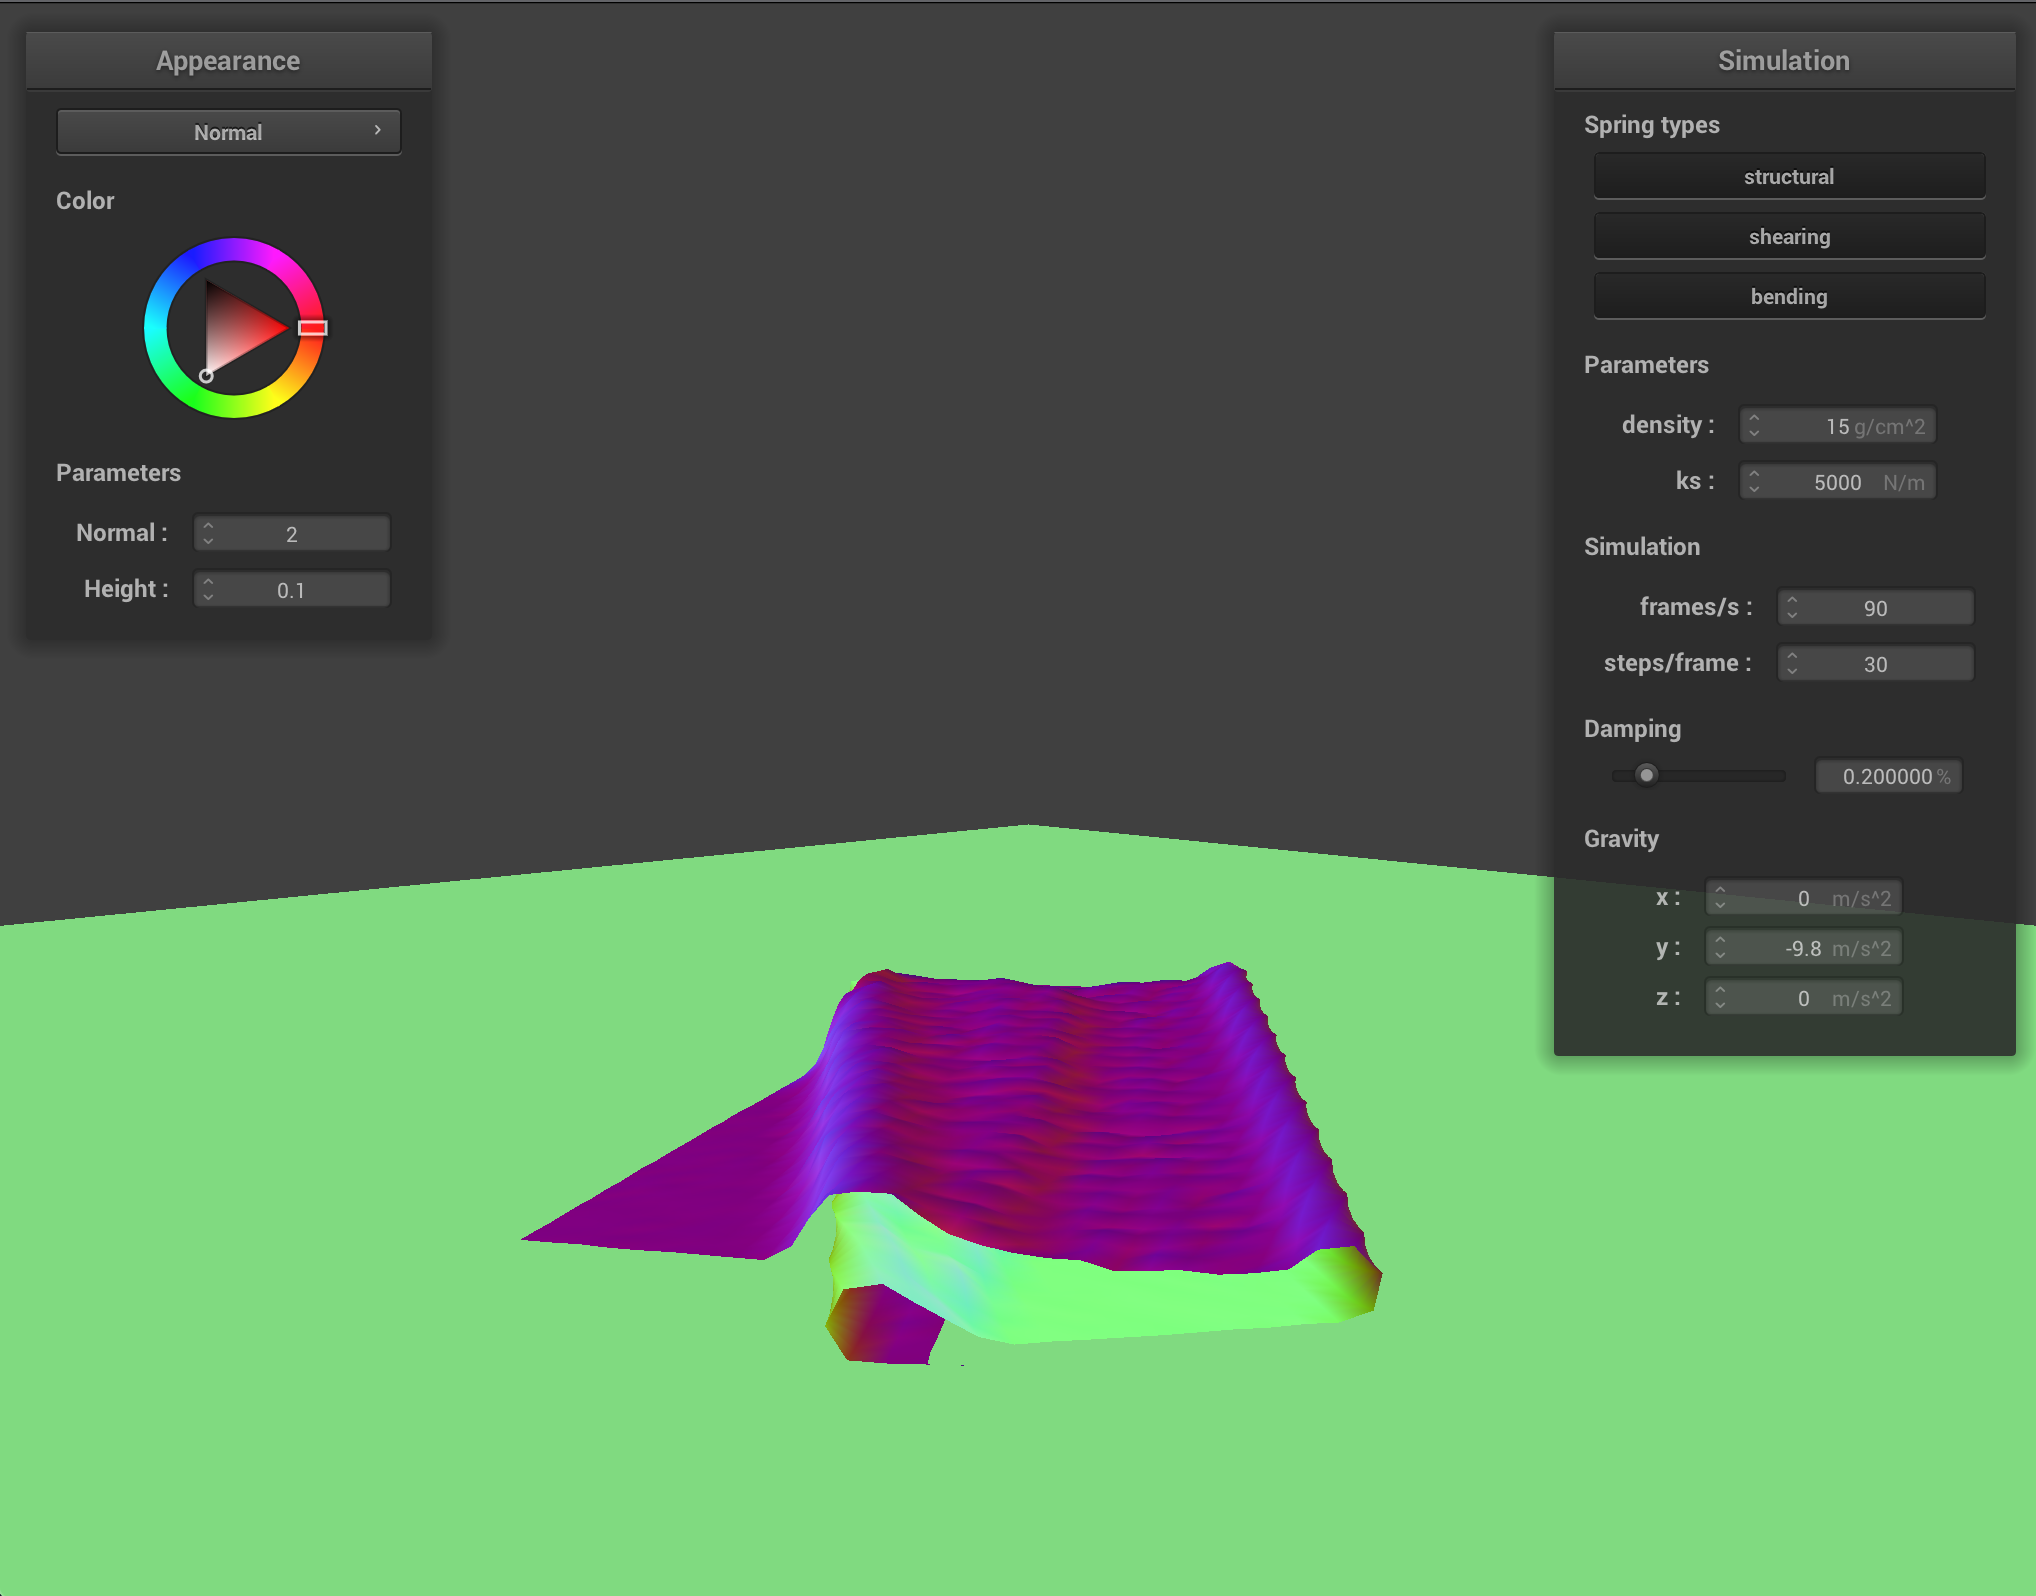 Appearance
Normal
Color
Parameters
Normal : 2
Height : 0.1
Simulation
Spring types
structural
shearing
bending
Parameters
density : 15 g/cm^2
ks : 5000 N/m
Simulation
frames/s : 90
steps/frame : 30
Damping
0.200000 %
Gravity
x : 0 m/s^2
y : -9.8 m/s^2
z : 0 m/s^2